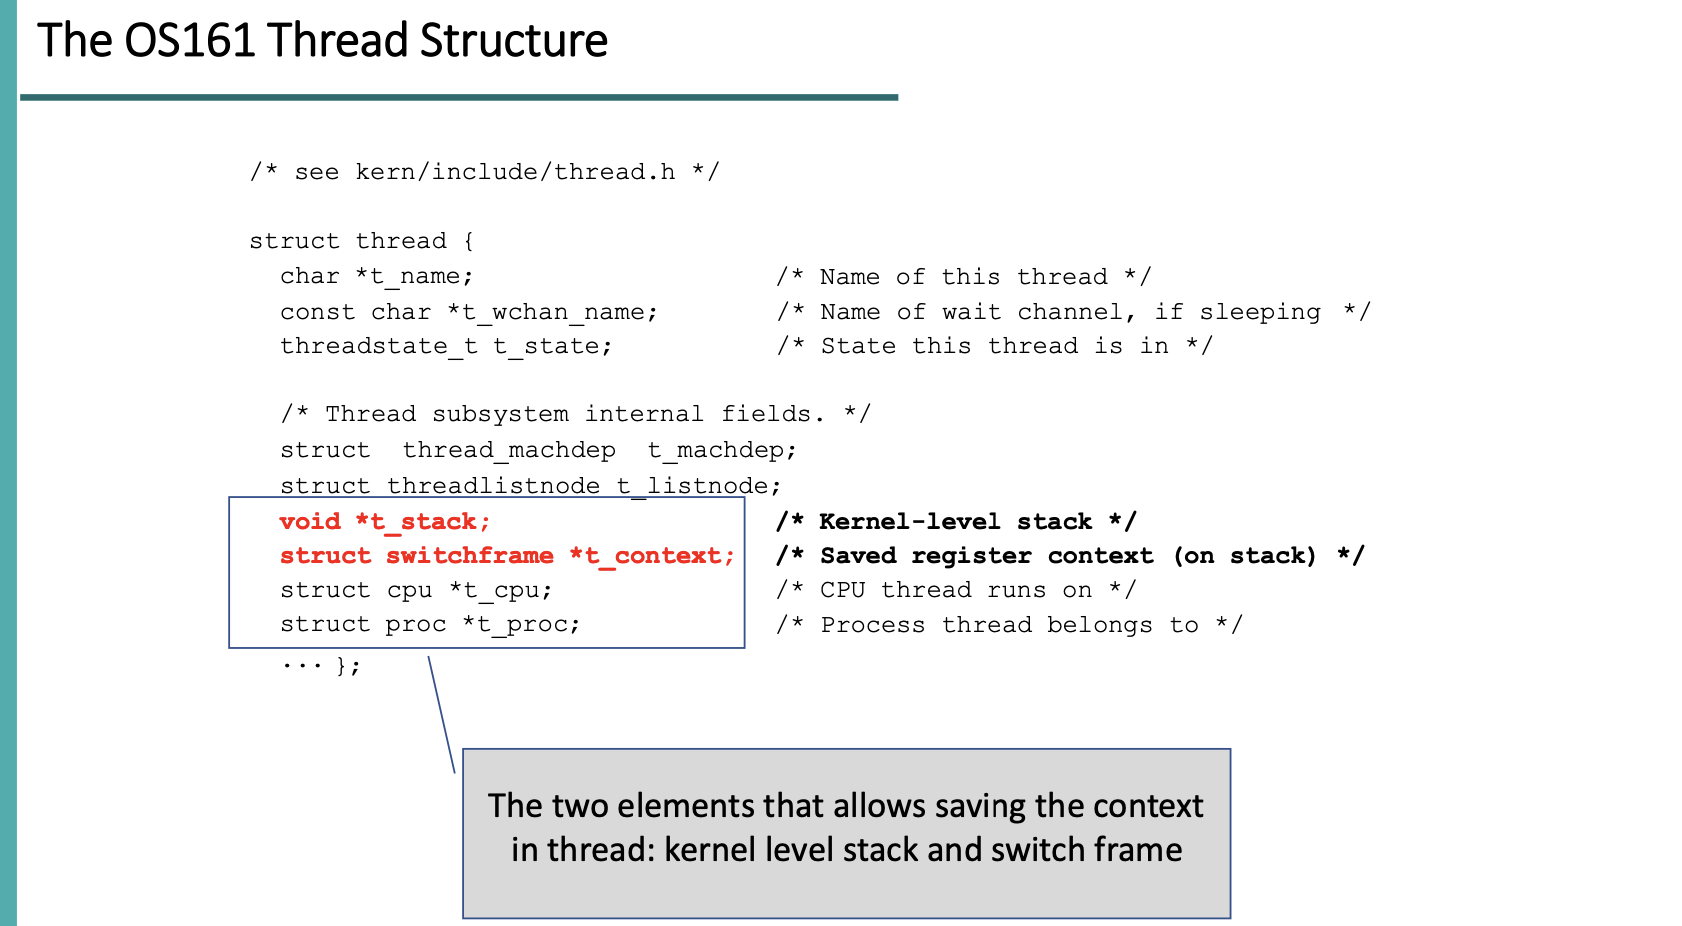 The OS161 Thread Structure
/* see kern/include/thread.h */
struct thread {
char *t_name; /* Name of this thread */
const char *t_wchan_name; /* Name of wait channel, if sleeping */
threadstate_t t_state; /* State this thread is in */
/* Thread subsystem internal fields. */
struct thread_machdep t_machdep;
struct threadlistnode t_listnode;
void *t_stack; /* Kernel-level stack */
struct switchframe *t_context; /* Saved register context (on stack) */
struct cpu *t_cpu; /* CPU thread runs on */
struct proc *t_proc; /* Process thread belongs to */
... };
The two elements that allows saving the context
in thread: kernel level stack and switch frame